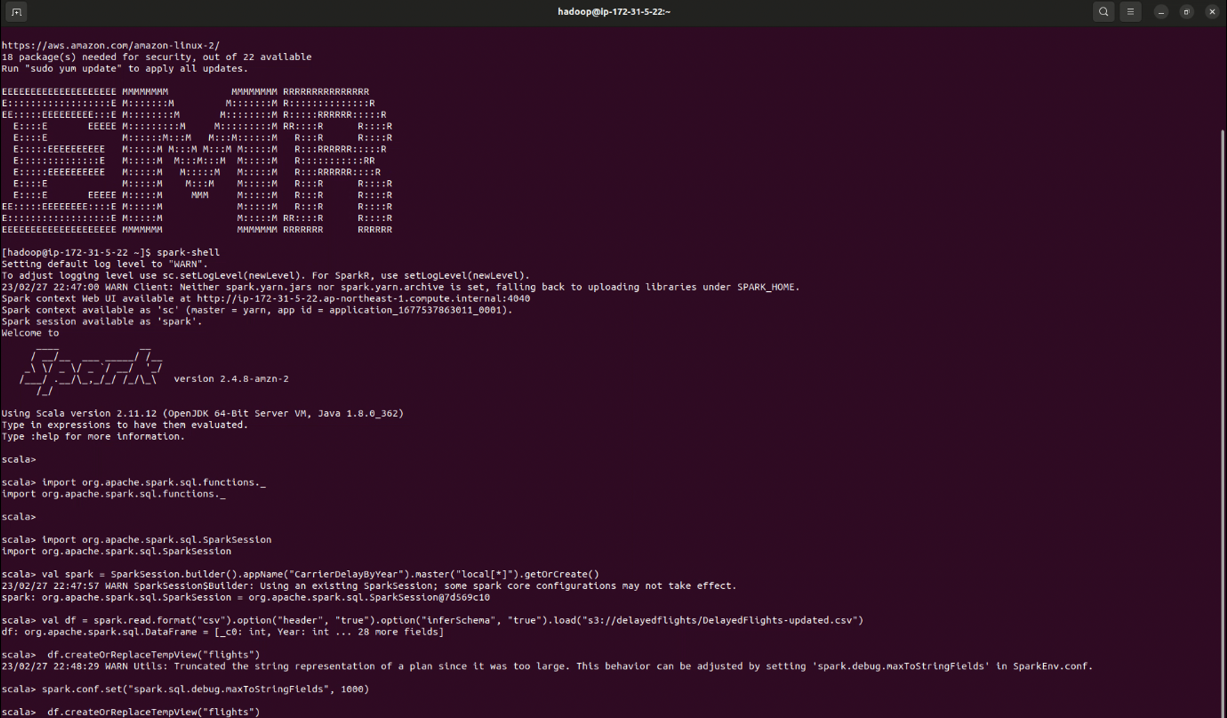 hadoop@ip-172-31-5-22:~
https://aws.amazon.com/amazon-linux-2/
18 package(s) needed for security, out of 22 available
Run "sudo yum update" to apply all updates.
EEEEEEEEEEEEEEEEEEEE MMMMMMMM           MMMMMMMM RRRRRRRRRRRRRRR
E::::::::::::::::::E M:::::::M         M:::::::M R::::::::::::::R
EE:::::EEEEEEEEE:::E M::::::::M       M::::::::M R:::::RRRRRR:::::R
  E::::E       EEEEE M:::::::::M     M:::::::::M RR::::R      R::::R
  E::::E             M::::::M:::M   M:::M::::::M   R:::R      R::::R
  E:::::EEEEEEEEEE   M:::::M M:::M M:::M M:::::M   R:::RRRRRR:::::R
  E::::::::::::::E   M:::::M  M:::M:::M  M:::::M   R:::::::::::RR
  E:::::EEEEEEEEEE   M:::::M   M:::::M   M:::::M   R:::RRRRRR::::R
  E::::E             M:::::M    M:::M    M:::::M   R:::R      R::::R
  E::::E       EEEEE M:::::M     MMM     M:::::M   R:::R      R::::R
EE:::::EEEEEEEE::::E M:::::M             M:::::M   R:::R      R::::R
E::::::::::::::::::E M:::::M             M:::::M RR::::R      R::::R
EEEEEEEEEEEEEEEEEEEE MMMMMMM             MMMMMMM RRRRRRR      RRRRRR
[hadoop@ip-172-31-5-22 ~]$ spark-shell
Setting default log level to "WARN".
To adjust logging level use sc.setLogLevel(newLevel). For SparkR, use setLogLevel(newLevel).
23/02/27 22:47:00 WARN Client: Neither spark.yarn.jars nor spark.yarn.archive is set, falling back to uploading libraries under SPARK_HOME.
Spark context Web UI available at http://ip-172-31-5-22.ap-northeast-1.compute.internal:4040
Spark context available as 'sc' (master = yarn, app id = application_1677537863011_0001).
Spark session available as 'spark'.
Welcome to
      ____              __
     / __/__  ___ _____/ /__
    _\ \/ _ \/ _ `/ __/  '_/
   /___/ .__/\_,_/_/ /_/\_\   version 2.4.8-amzn-2
      /_/
Using Scala version 2.11.12 (OpenJDK 64-Bit Server VM, Java 1.8.0_362)
Type in expressions to have them evaluated.
Type :help for more information.
scala>
scala> import org.apache.spark.sql.functions._
import org.apache.spark.sql.functions._
scala>
scala> import org.apache.spark.sql.SparkSession
import org.apache.spark.sql.SparkSession
scala> val spark = SparkSession.builder().appName("CarrierDelayByYear").master("local[*]").getOrCreate()
23/02/27 22:47:57 WARN SparkSession$Builder: Using an existing SparkSession; some spark core configurations may not take effect.
spark: org.apache.spark.sql.SparkSession = org.apache.spark.sql.SparkSession@7d569c10
scala> val df = spark.read.format("csv").option("header", "true").option("inferSchema", "true").load("s3://delayedflights/DelayedFlights-updated.csv")
df: org.apache.spark.sql.DataFrame = [_c0: int, Year: int ... 28 more fields]
scala>  df.createOrReplaceTempView("flights")
23/02/27 22:48:29 WARN Utils: Truncated the string representation of a plan since it was too large. This behavior can be adjusted by setting 'spark.debug.maxToStringFields' in SparkEnv.conf.
scala> spark.conf.set("spark.sql.debug.maxToStringFields", 1000)
scala>  df.createOrReplaceTempView("flights")